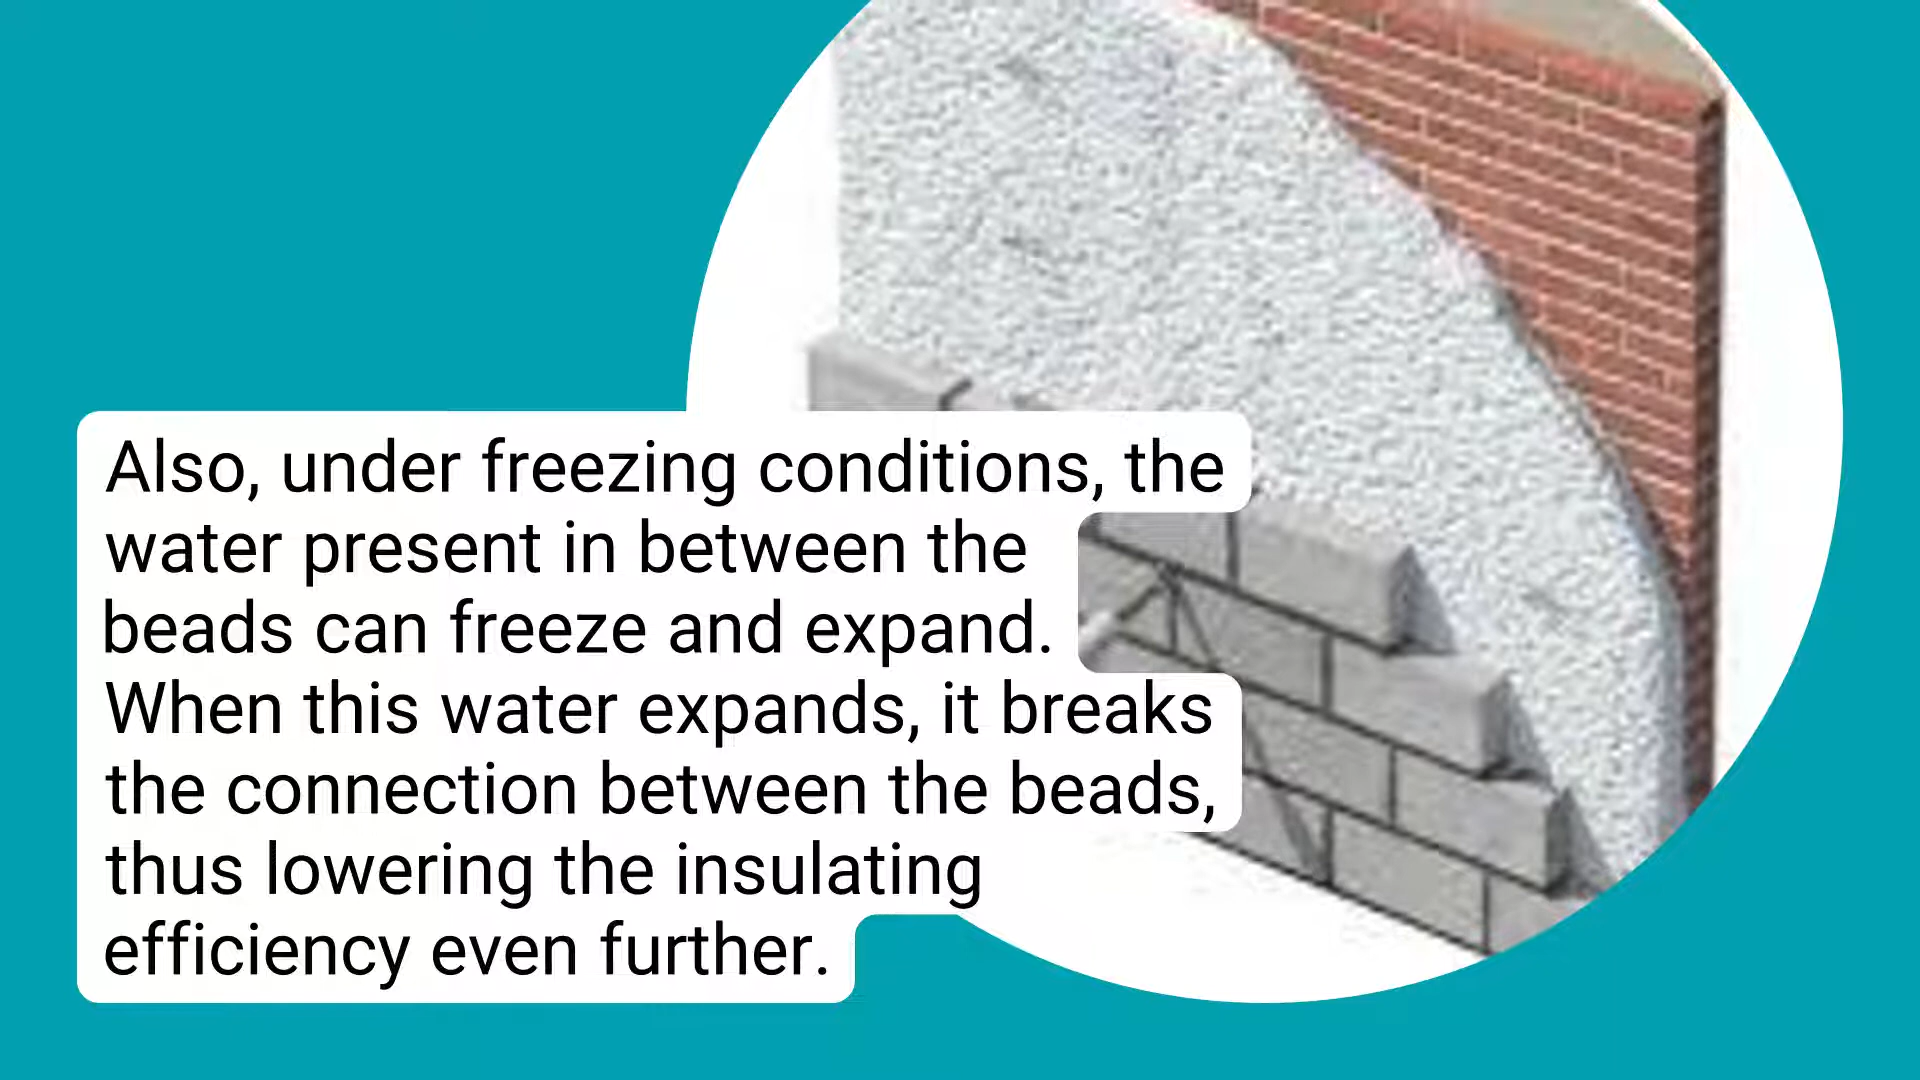 Also, under freezing conditions, the
water present in between the
beads can freeze and expand.
When this water expands, it breaks
the connection between the beads,
thus lowering the insulating
efficiency even further.